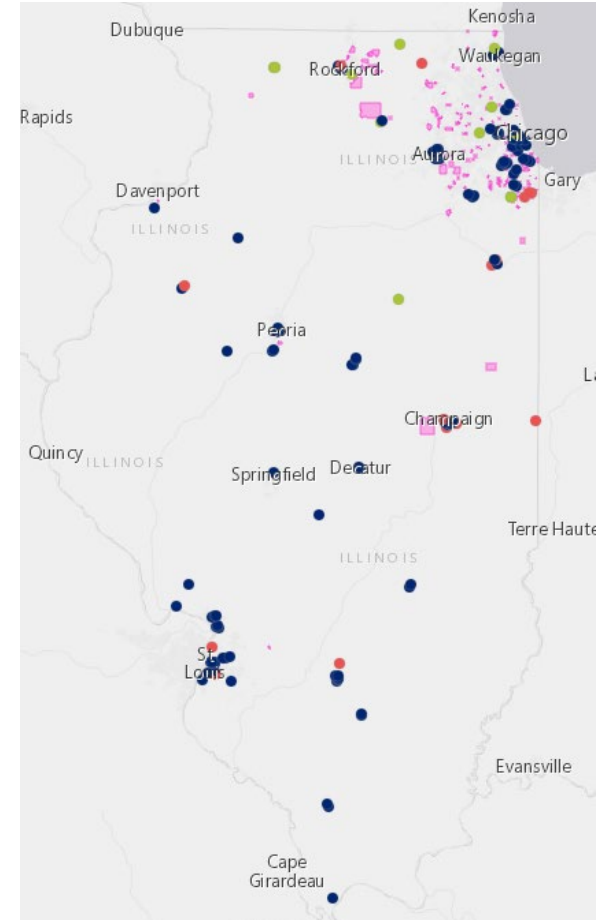 Kenosha
Dubuque
Waukegan
Rockford
Rapids
Chicago
Aurora
ILLINOIS
Gary
Davenport
ILLINOIS
Peoria
La
Champaign
Quincy
ILLINOIS
Springfield
Decatur
Terre Haute
ILLINOIS
St.
Louis
Evansville
Cape
Girardeau